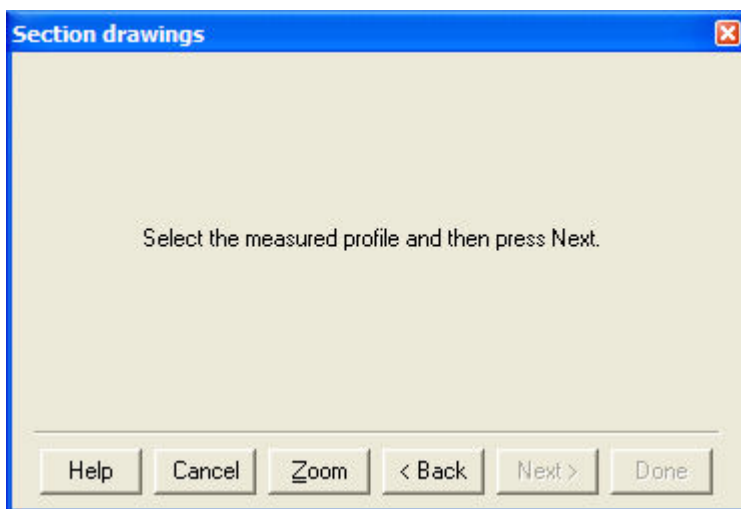 Section drawings
Select the measured profile and then press Next.
Help Cancel Zoom < Back Next > Done